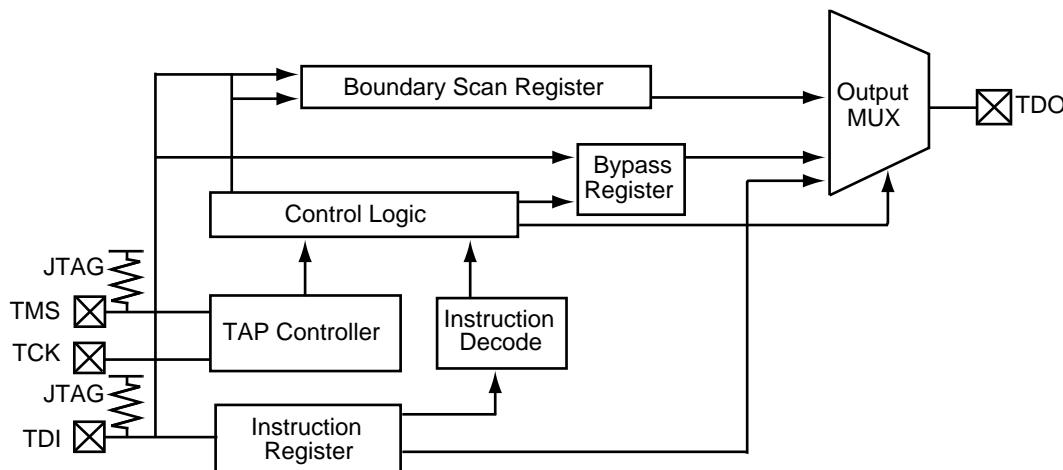 Boundary Scan Register
Output
MUX
TDO
Bypass
Register
Control Logic
JTAG
TMS
TAP Controller
Instruction
Decode
TCK
JTAG
TDI
Instruction
Register